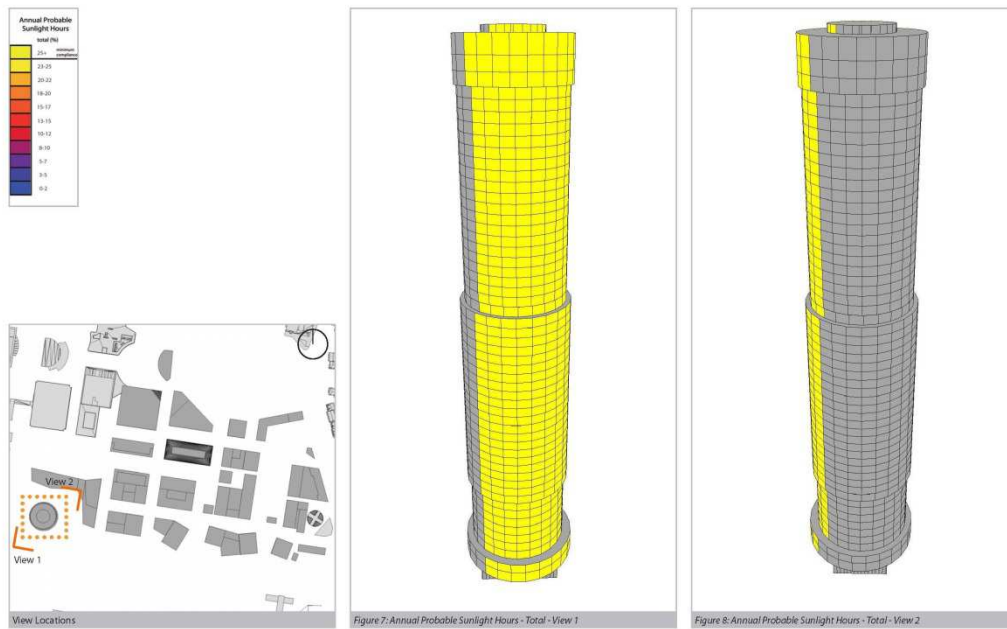 Annual Probable
Sunlight Hours
total (%)
25+ minimum
compliance
23-25
20-22
18-20
15-17
13-15
10-12
8-10
5-7
3-5
0-2
View 2
View 1
View Locations
Figure 7: Annual Probable Sunlight Hours - Total - View 1
Figure 8: Annual Probable Sunlight Hours - Total - View 2